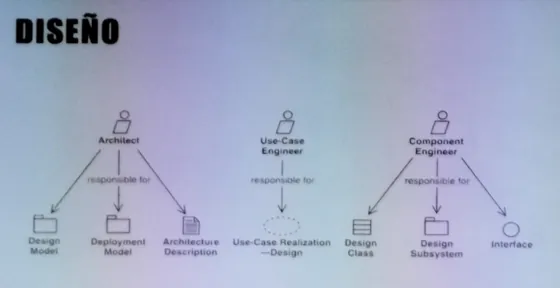 DISEÑO
Architect
Use-Case
Engineer
Component
Engineer
responsible for
responsible for
responsible for
Design
Model
Deployment
Model
Architecture
Description
Use-Case Realization
—Design
Design
Class
Design
Subsystem
Interface